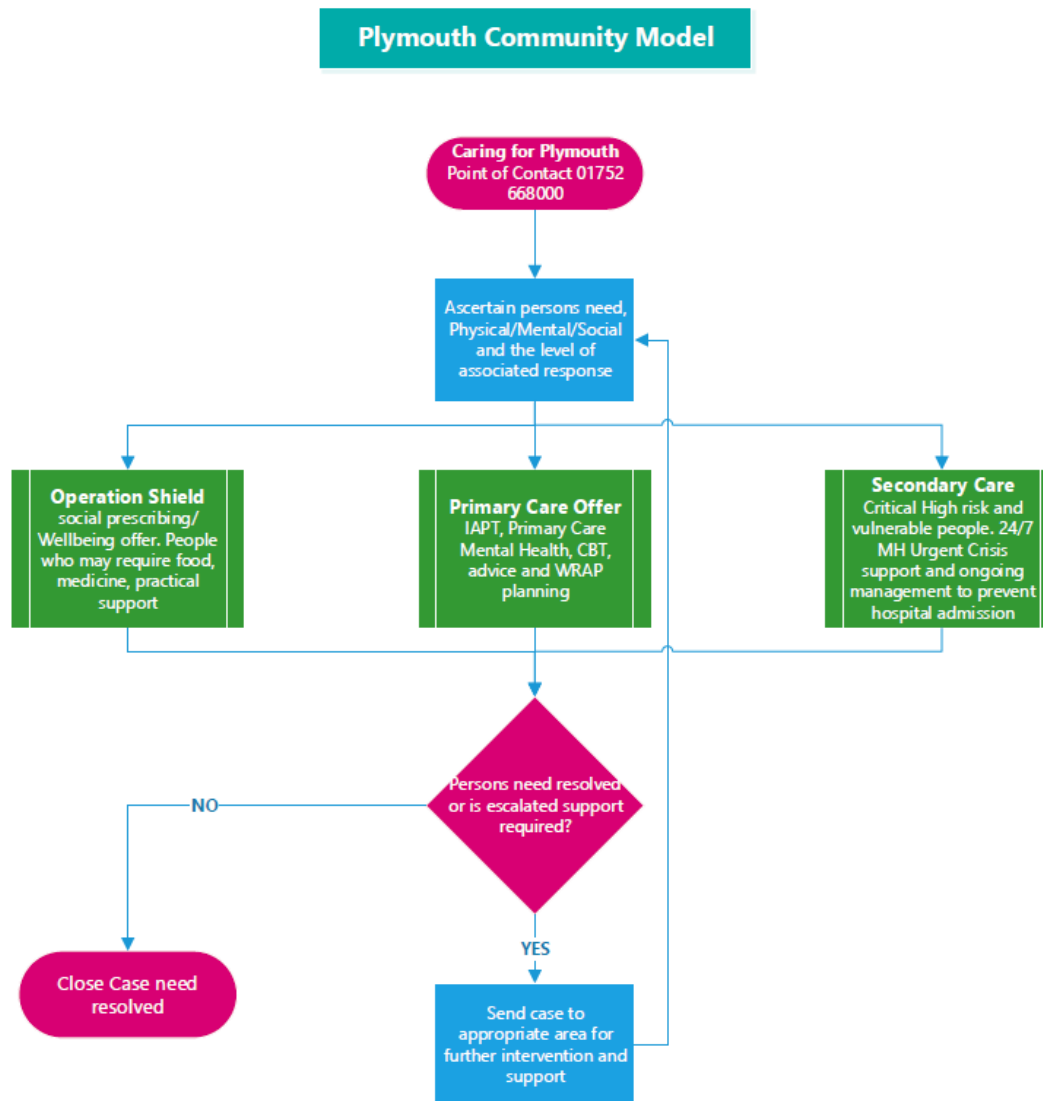 Plymouth Community Model
Caring for Plymouth
Point of Contact 01752
668000
Ascertain persons need,
Physical/Mental/Social
and the level of
associated response
Operation Shield
social prescribing/
Wellbeing offer. People
who may require food,
medicine, practical
support
Primary Care Offer
IAPT, Primary Care
Mental Health, CBT,
advice and WRAP
planning
Secondary Care
Critical High risk and
vulnerable people. 24/7
MH Urgent Crisis
support and ongoing
management to prevent
hospital admission
Persons need resolved
or is escalated support
required?
NO
YES
Close Case need
resolved
Send case to
appropriate area for
further intervention and
support